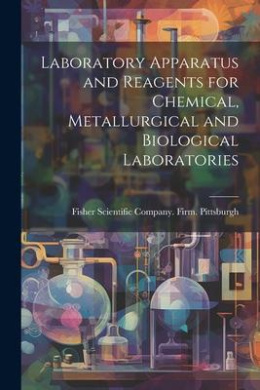 Laboratory Apparatus
and Reagents for
Chemical,
Metallurgical and
Biological
Laboratories
Fisher Scientific Company. Firm. Pittsburgh